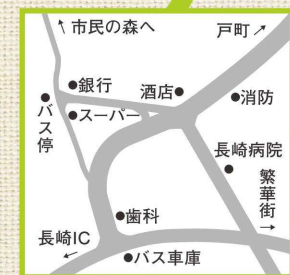 ↑市民の森へ
戸町↗
●銀行
酒店●
●消防
バス停
●スーパー
長崎病院
繁華街→
●歯科
長崎IC
←
●バス車庫